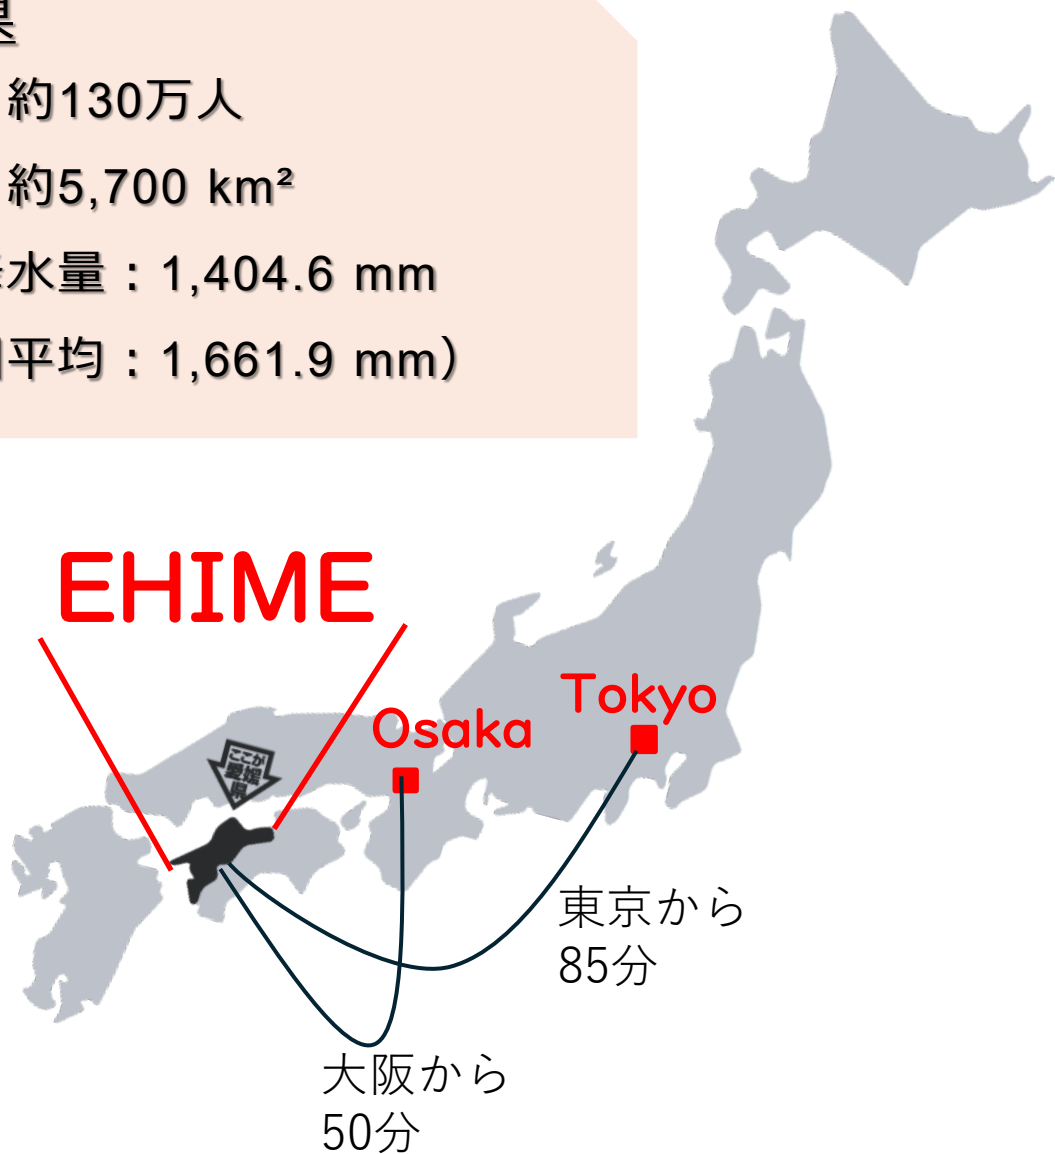 県
約130万人
約5,700 km²
水量：1,404.6 mm
平均：1,661.9 mm）
EHIME
Tokyo
Osaka
ここが
愛媛
県
東京から
85分
大阪から
50分